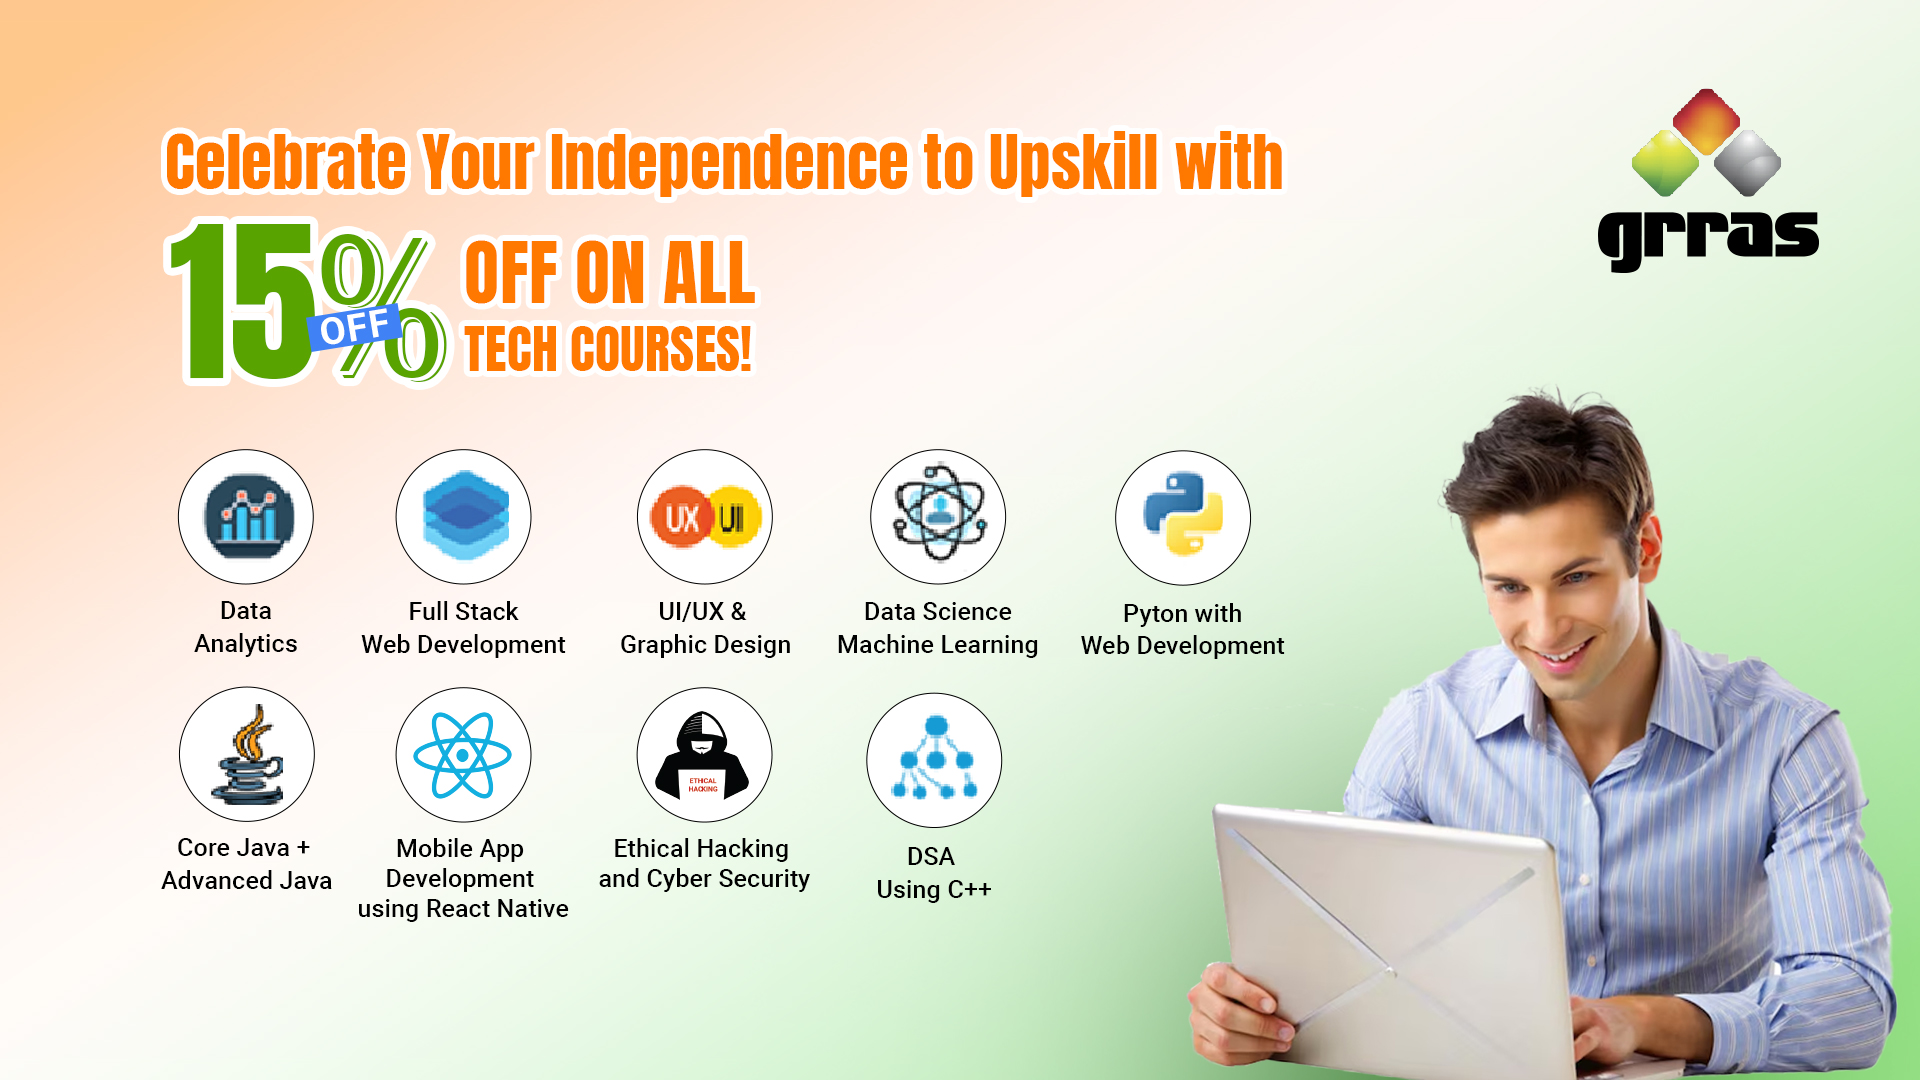 Celebrate Your Independence to Upskill with
15%
OFF
OFF ON ALL
TECH COURSES!
grras
UX UI
Data
Analytics
Full Stack
Web Development
UI/UX &
Graphic Design
Data Science
Machine Learning
Pyton with
Web Development
ETHICAL
HACKING
Core Java +
Advanced Java
Mobile App
Development
using React Native
Ethical Hacking
and Cyber Security
DSA
Using C++